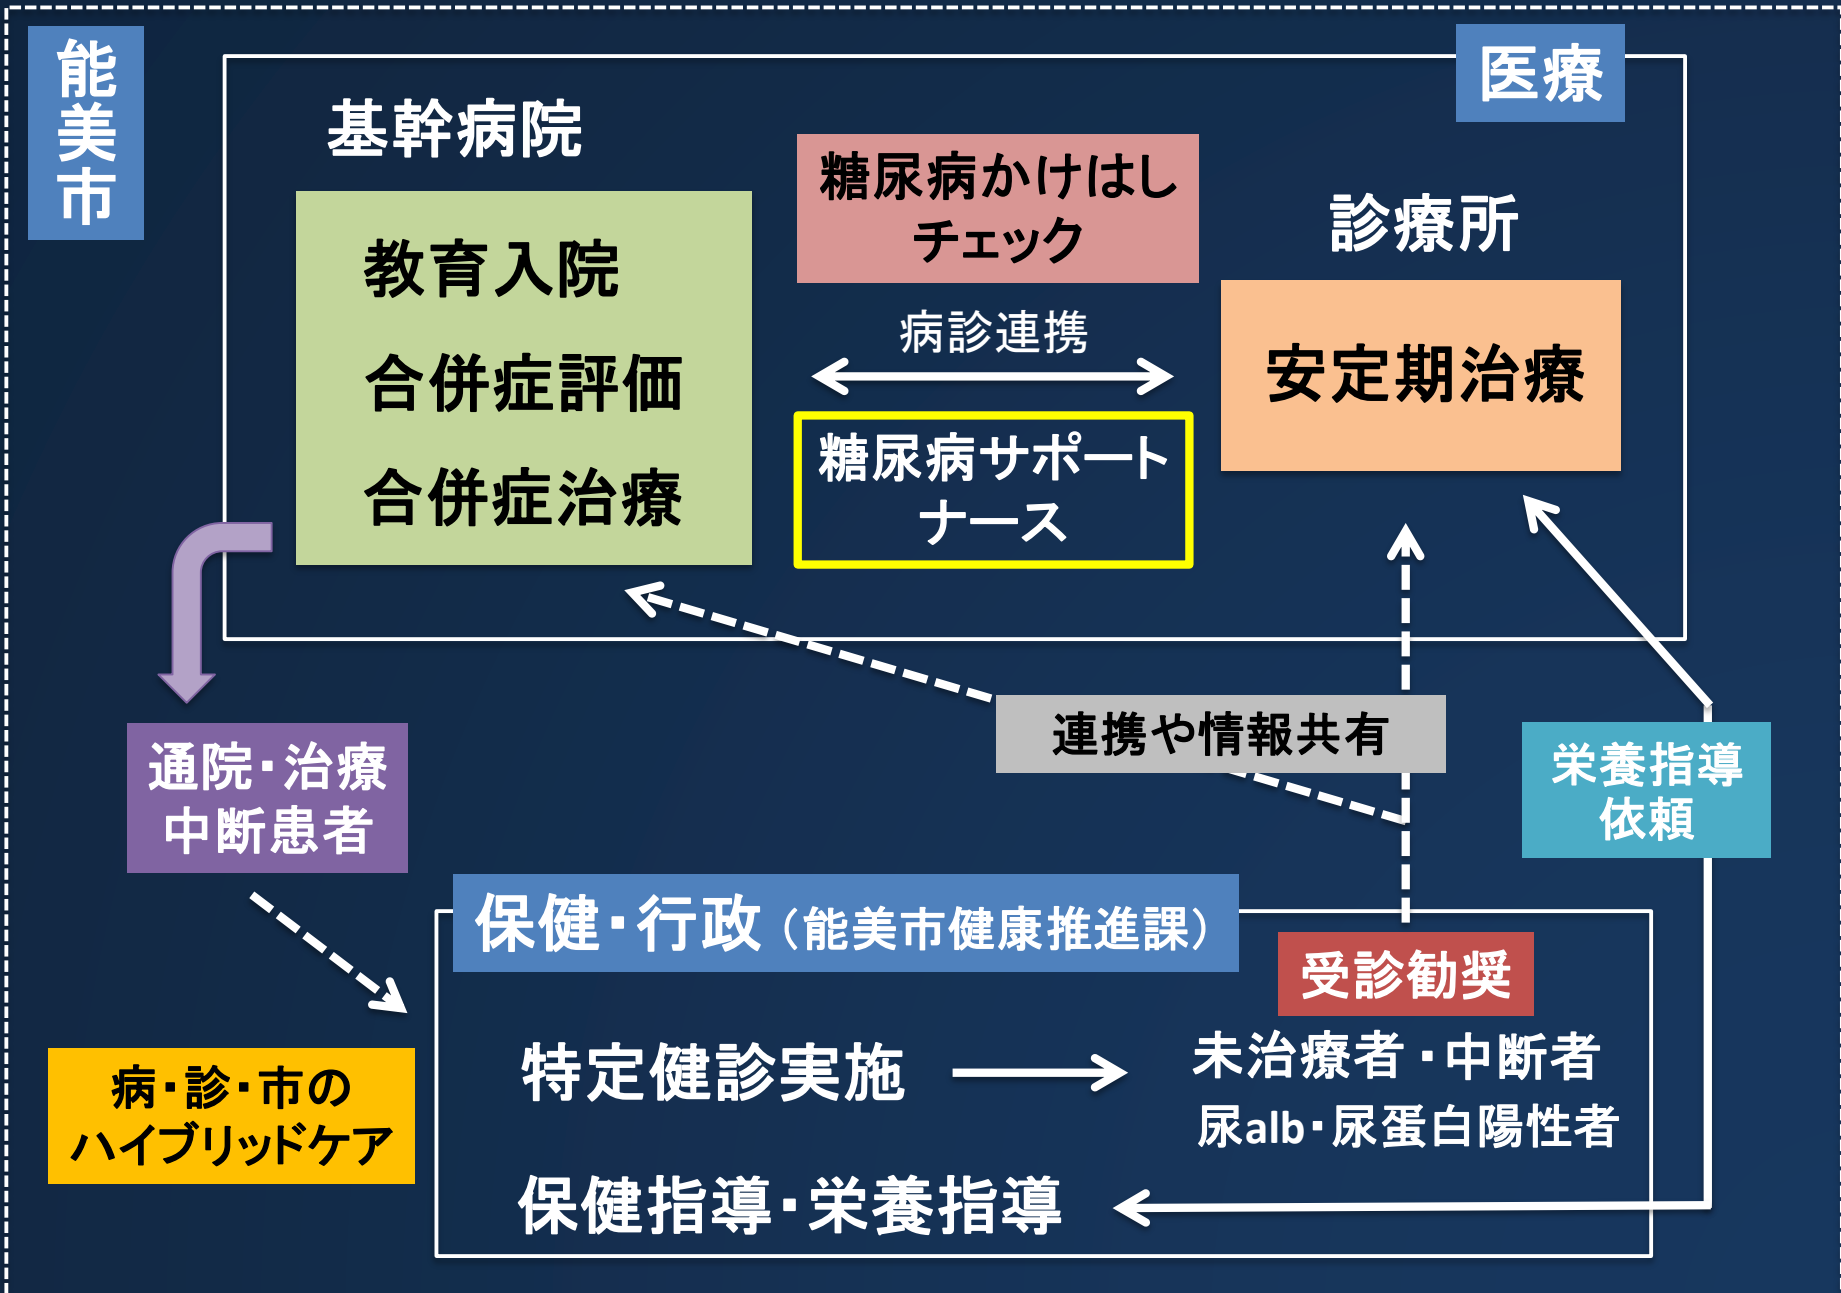 能美市
医療
基幹病院
教育入院
合併症評価
合併症治療
糖尿病かけはし
チェック
病診連携
糖尿病サポート
ナース
診療所
安定期治療
連携や情報共有
通院・治療
中断患者
栄養指導
依頼
保健・行政（能美市健康推進課）
受診勧奨
特定健診実施
未治療者・中断者
尿alb・尿蛋白陽性者
保健指導・栄養指導
病・診・市の
ハイブリッドケア